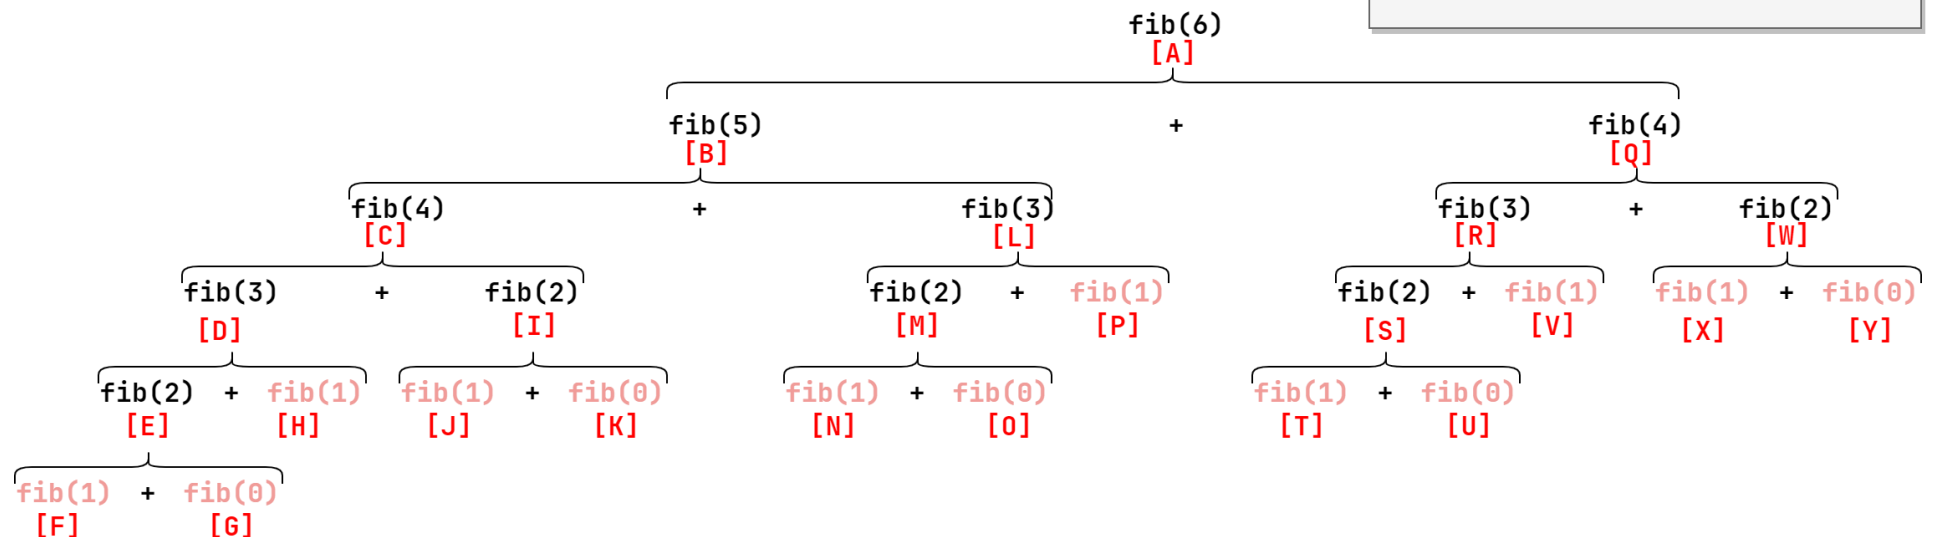 fib(6)
[A]
fib(5) + fib(4)
[B] [Q]
fib(4) + fib(3) fib(3) + fib(2)
[C] [L] [R] [W]
fib(3) + fib(2) fib(2) + fib(1) fib(2) + fib(1) fib(1) + fib(0)
[D] [I] [M] [P] [S] [V] [X] [Y]
fib(2) + fib(1) fib(1) + fib(0) fib(1) + fib(0) fib(1) + fib(0)
[E] [H] [J] [K] [N] [O] [T] [U]
fib(1) + fib(0)
[F] [G]